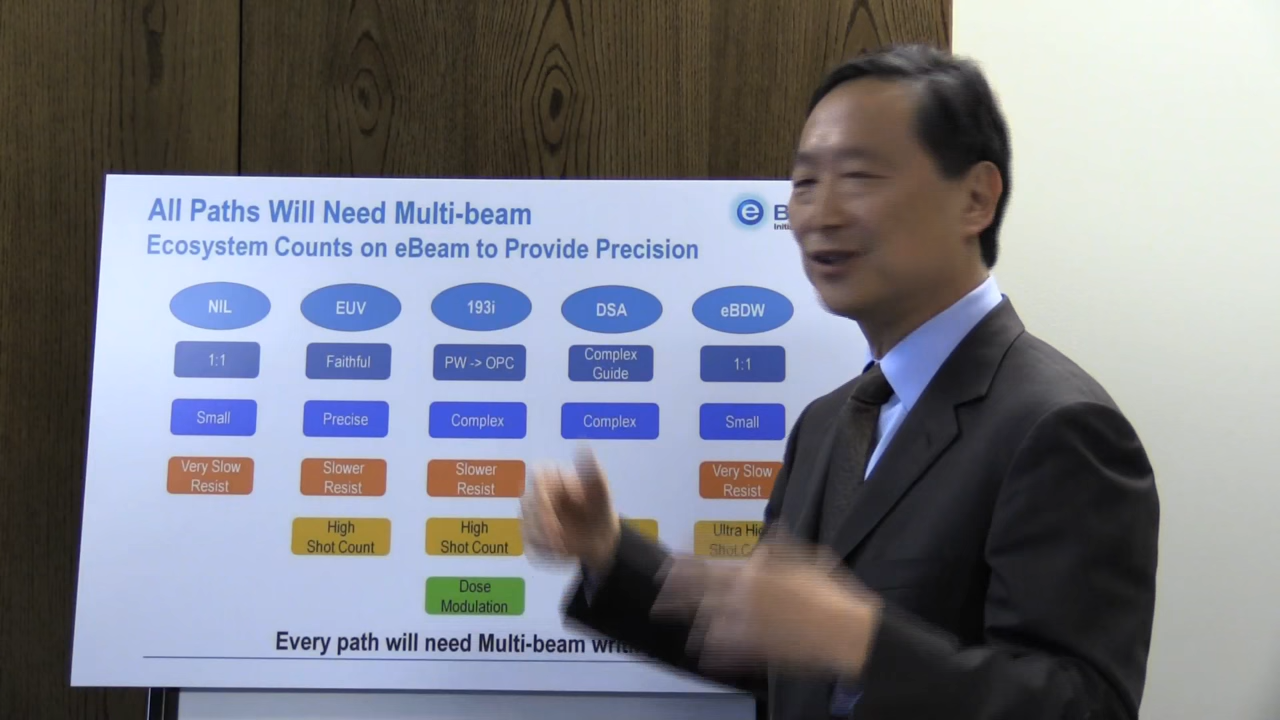 All Paths Will Need Multi-beam
Ecosystem Counts on eBeam to Provide Precision
e
NIL EUV 193i DSA eBDW
1:1 Faithful PW -> OPC Complex Guide 1:1
Small Precise Complex Complex Small
Very Slow Resist Slower Resist Slower Resist Very Slow Resist
High Shot Count High Shot Count Ultra
Dose Modulation
Every path will need Multi-beam